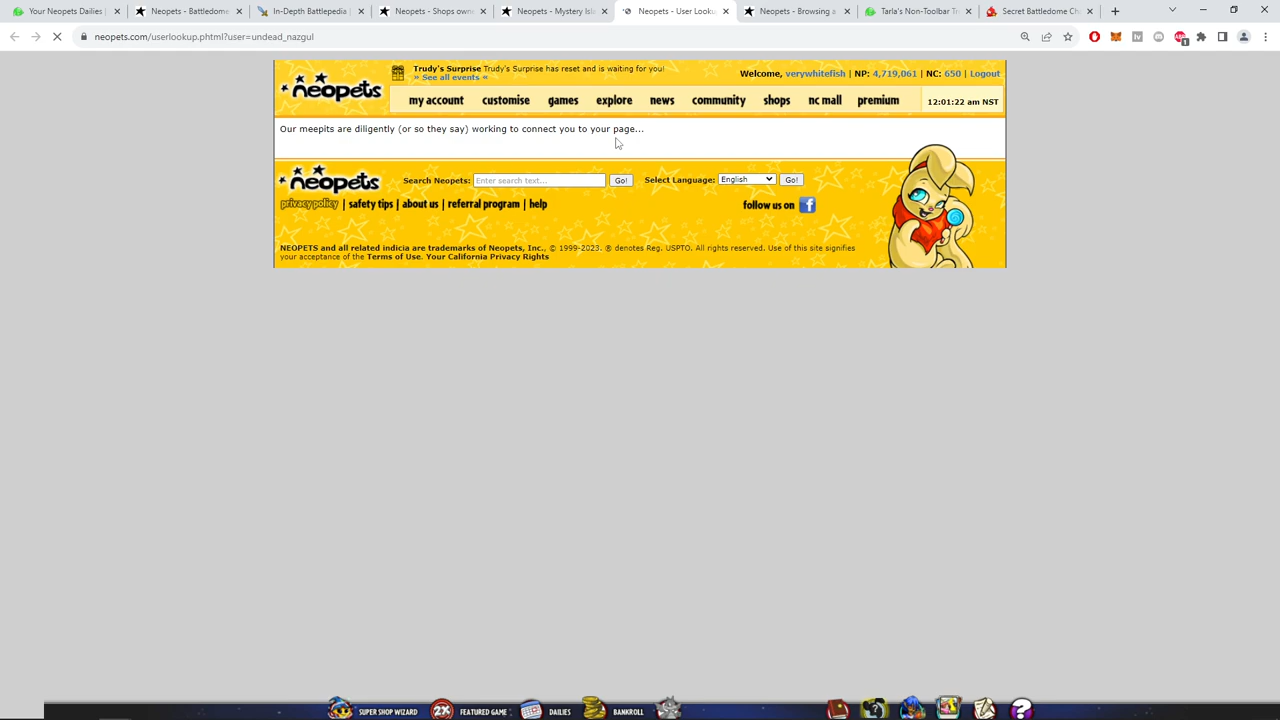 Your Neopets Dailies |
Neopets - Battledome
In-Depth Battlepedia |
Neopets - Shops owne
Neopets - Mystery Isla
Neopets - User Looku
Neopets - Browsing a
Tarla's Non-Toolbar Tr
Secret Battledome Ch
neopets.com/userlookup.phtml?user=undead_nazgul
neopets
Trudy's Surprise Trudy's Surprise has reset and is waiting for you!
» See all events «
Welcome, verywhitefish | NP: 4,719,061 | NC: 650 | Logout
my account customise games explore news community shops nc mall premium 12:01:22 am NST
Our meepits are diligently (or so they say) working to connect you to your page...
neopets
Search Neopets: Enter search text... Go! Select Language: English Go!
privacy policy | safety tips | about us | referral program | help follow us on f
NEOPETS and all related indicia are trademarks of Neopets, Inc., © 1999-2023. ® denotes Reg. USPTO. All rights reserved. Use of this site signifies
your acceptance of the Terms of Use. Your California Privacy Rights
SUPER SHOP WIZARD 2X FEATURED GAME DAILIES BANKROLL